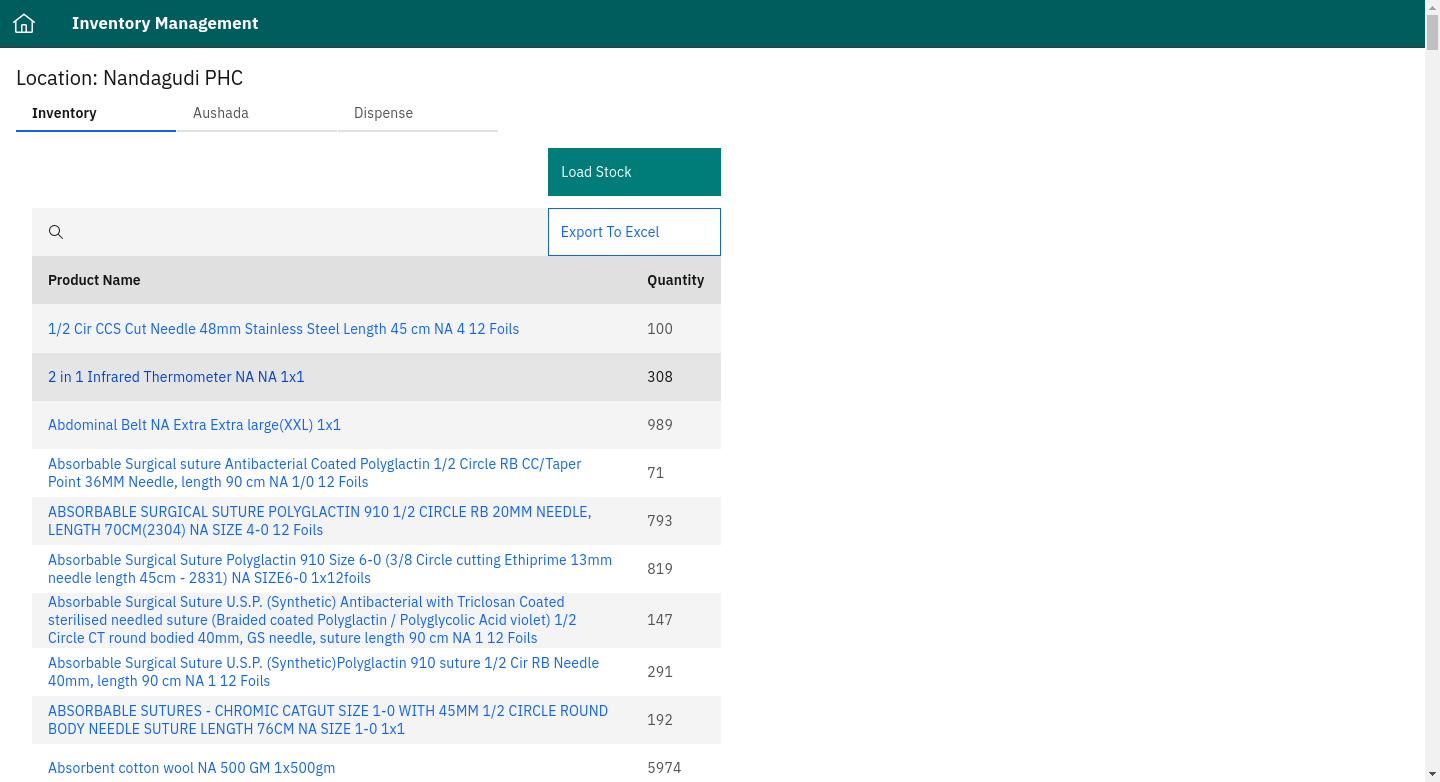 Inventory Management
Location: Nandagudi PHC
Inventory
Aushada
Dispense
Load Stock
Export To Excel
Product Name Quantity
1/2 Cir CCS Cut Needle 48mm Stainless Steel Length 45 cm NA 4 12 Foils 100
2 in 1 Infrared Thermometer NA NA 1x1 308
Abdominal Belt NA Extra Extra large(XXL) 1x1 989
Absorbable Surgical suture Antibacterial Coated Polyglactin 1/2 Circle RB CC/Taper
Point 36MM Needle, length 90 cm NA 1/0 12 Foils
71
ABSORBABLE SURGICAL SUTURE POLYGLACTIN 910 1/2 CIRCLE RB 20MM NEEDLE,
LENGTH 70CM(2304) NA SIZE 4-0 12 Foils
793
Absorbable Surgical Suture Polyglactin 910 Size 6-0 (3/8 Circle cutting Ethiprime 13mm
needle length 45cm - 2831) NA SIZE6-0 1x12foils
819
Absorbable Surgical Suture U.S.P. (Synthetic) Antibacterial with Triclosan Coated
sterilised needled suture (Braided coated Polyglactin / Polyglycolic Acid violet) 1/2
Circle CT round bodied 40mm, GS needle, suture length 90 cm NA 1 12 Foils
147
Absorbable Surgical Suture U.S.P. (Synthetic)Polyglactin 910 suture 1/2 Cir RB Needle
40mm, length 90 cm NA 1 12 Foils
291
ABSORBABLE SUTURES - CHROMIC CATGUT SIZE 1-0 WITH 45MM 1/2 CIRCLE ROUND
BODY NEEDLE SUTURE LENGTH 76CM NA SIZE 1-0 1x1
192
Absorbent cotton wool NA 500 GM 1x500gm 5974